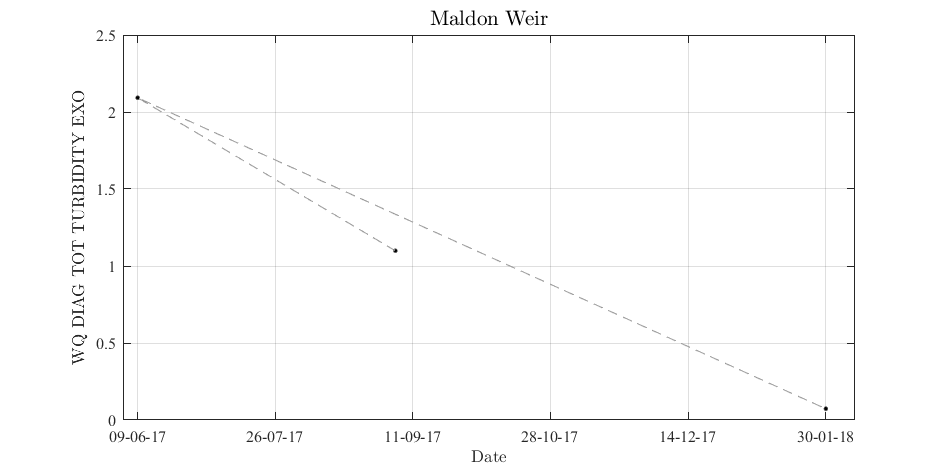 Maldon Weir
WQ DIAG TOT TURBIDITY EXO
2.5
2
1.5
1
0.5
0
09-06-17 26-07-17 11-09-17 28-10-17 14-12-17 30-01-18
Date